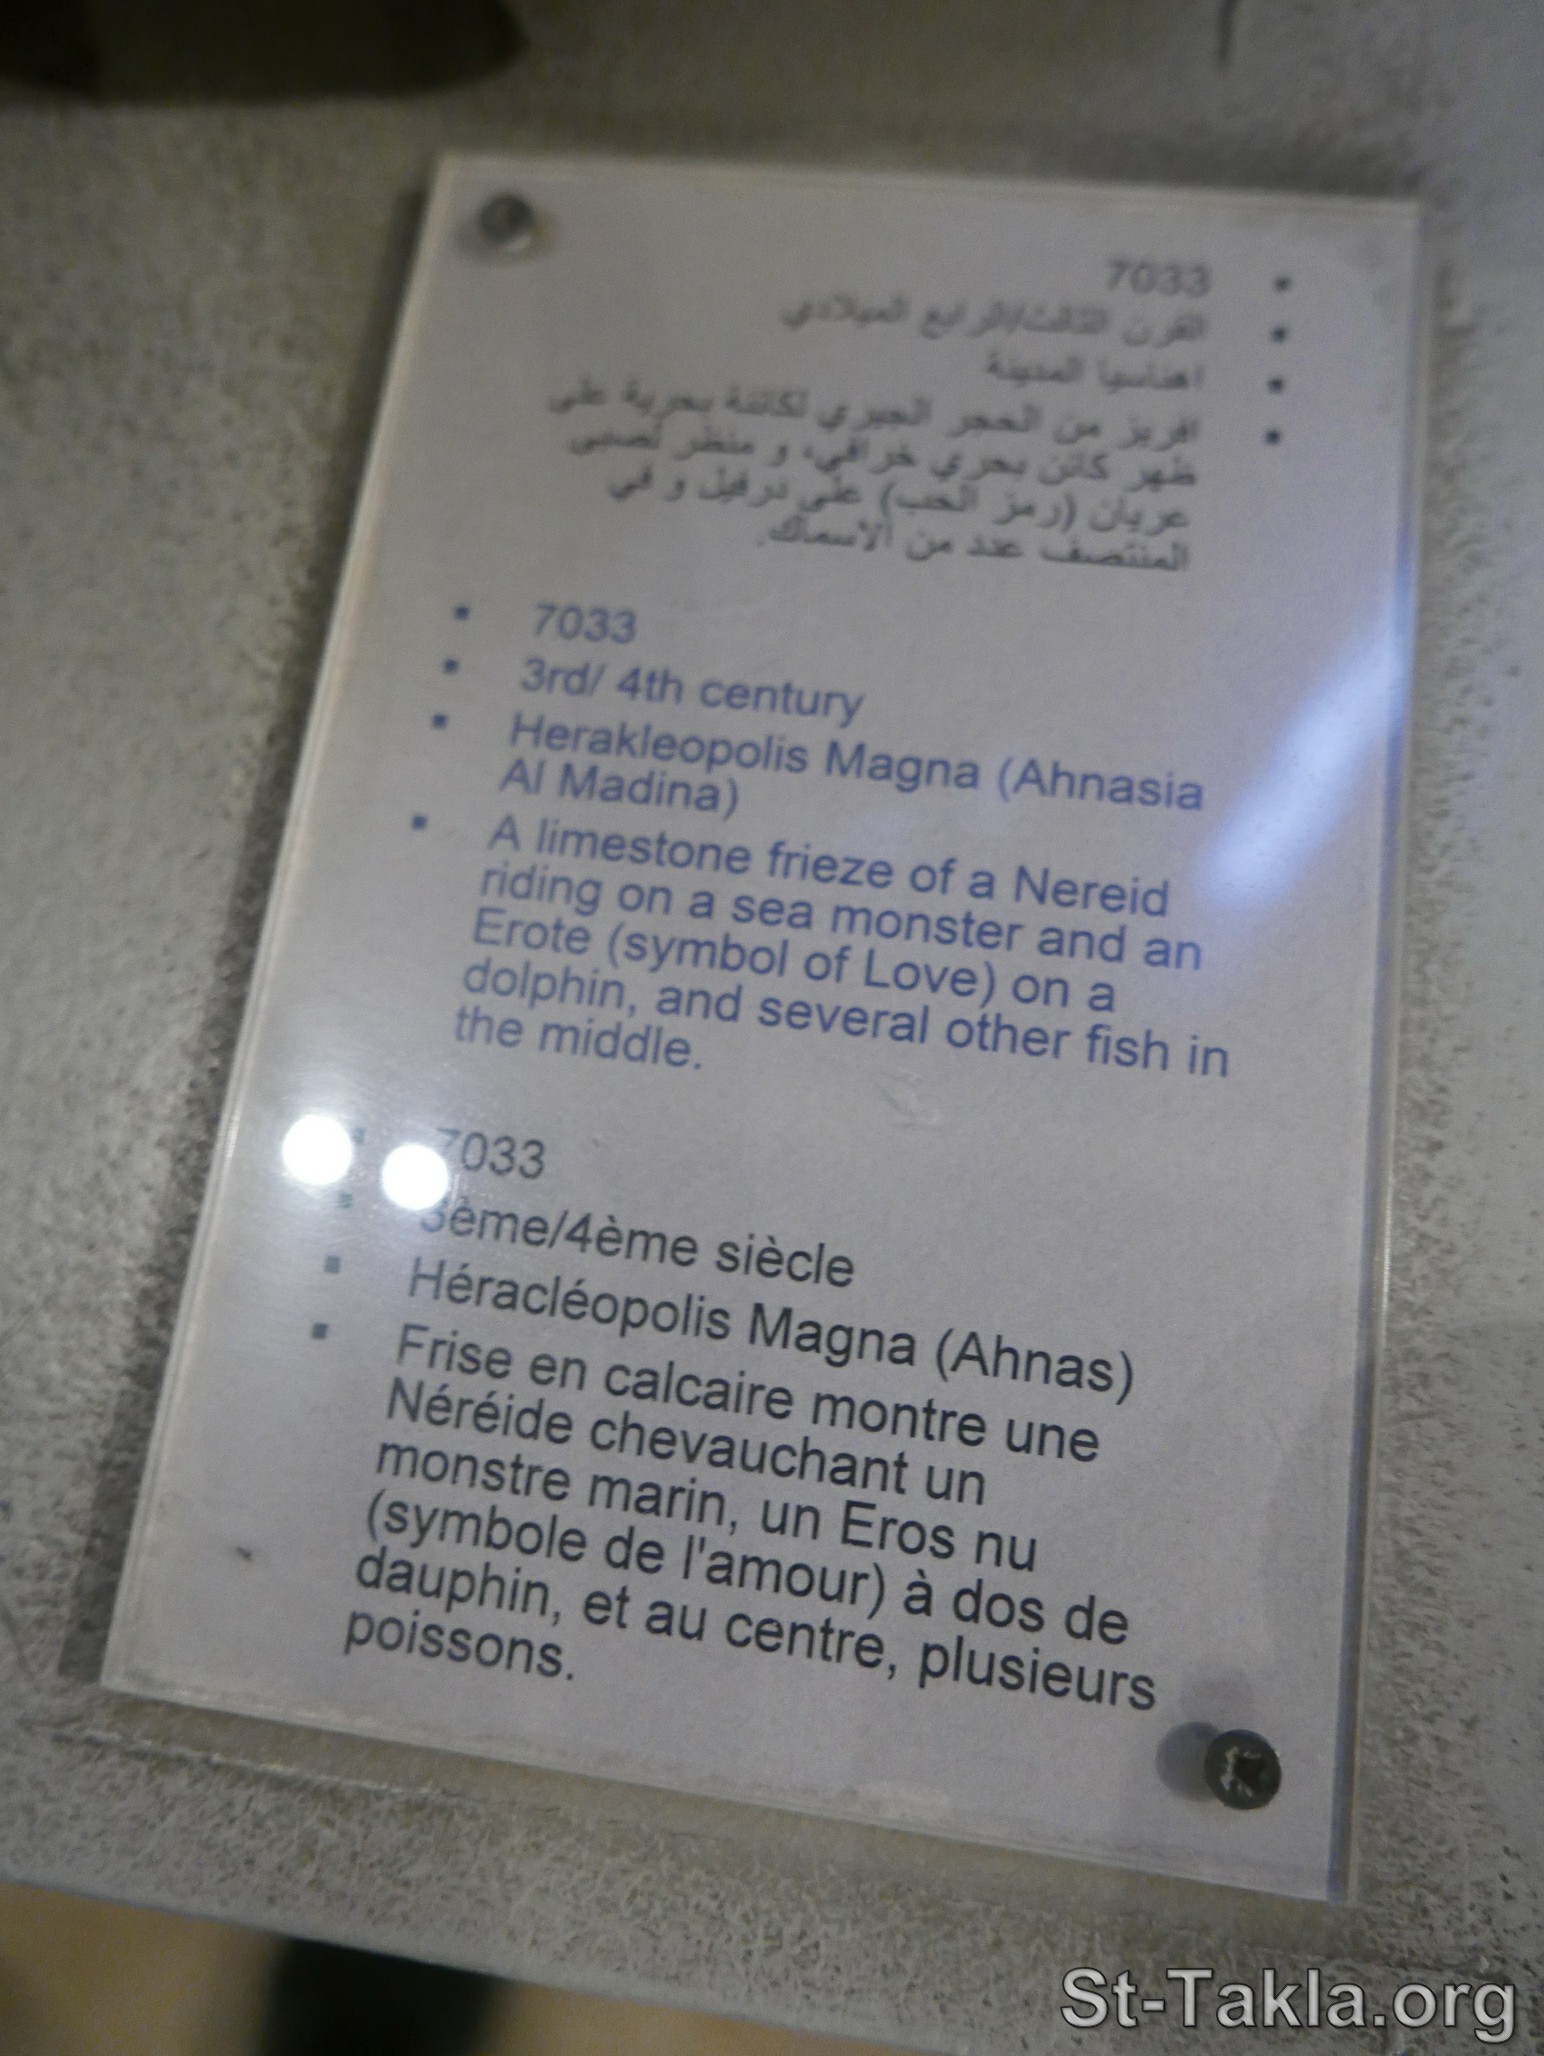 7033
القرن الثالث/الرابع الميلادي
اهناسيا المدينة
افريز من الحجر الجيري لكائنة بحرية على
ظهر كائن بحري خرافي، و منظر لصبى
عريان (رمز الحب) على درفيل و في
المنتصف عدد من الأسماك.
7033
3rd/ 4th century
Herakleopolis Magna (Ahnasia
Al Madina)
A limestone frieze of a Nereid
riding on a sea monster and an
Erote (symbol of Love) on a
dolphin, and several other fish in
the middle.
7033
3ème/4ème siècle
Héracléopolis Magna (Ahnas)
Frise en calcaire montre une
Néréide chevauchant un
monstre marin, un Eros nu
(symbole de l'amour) à dos de
dauphin, et au centre, plusieurs
poissons.
St-Takla.org